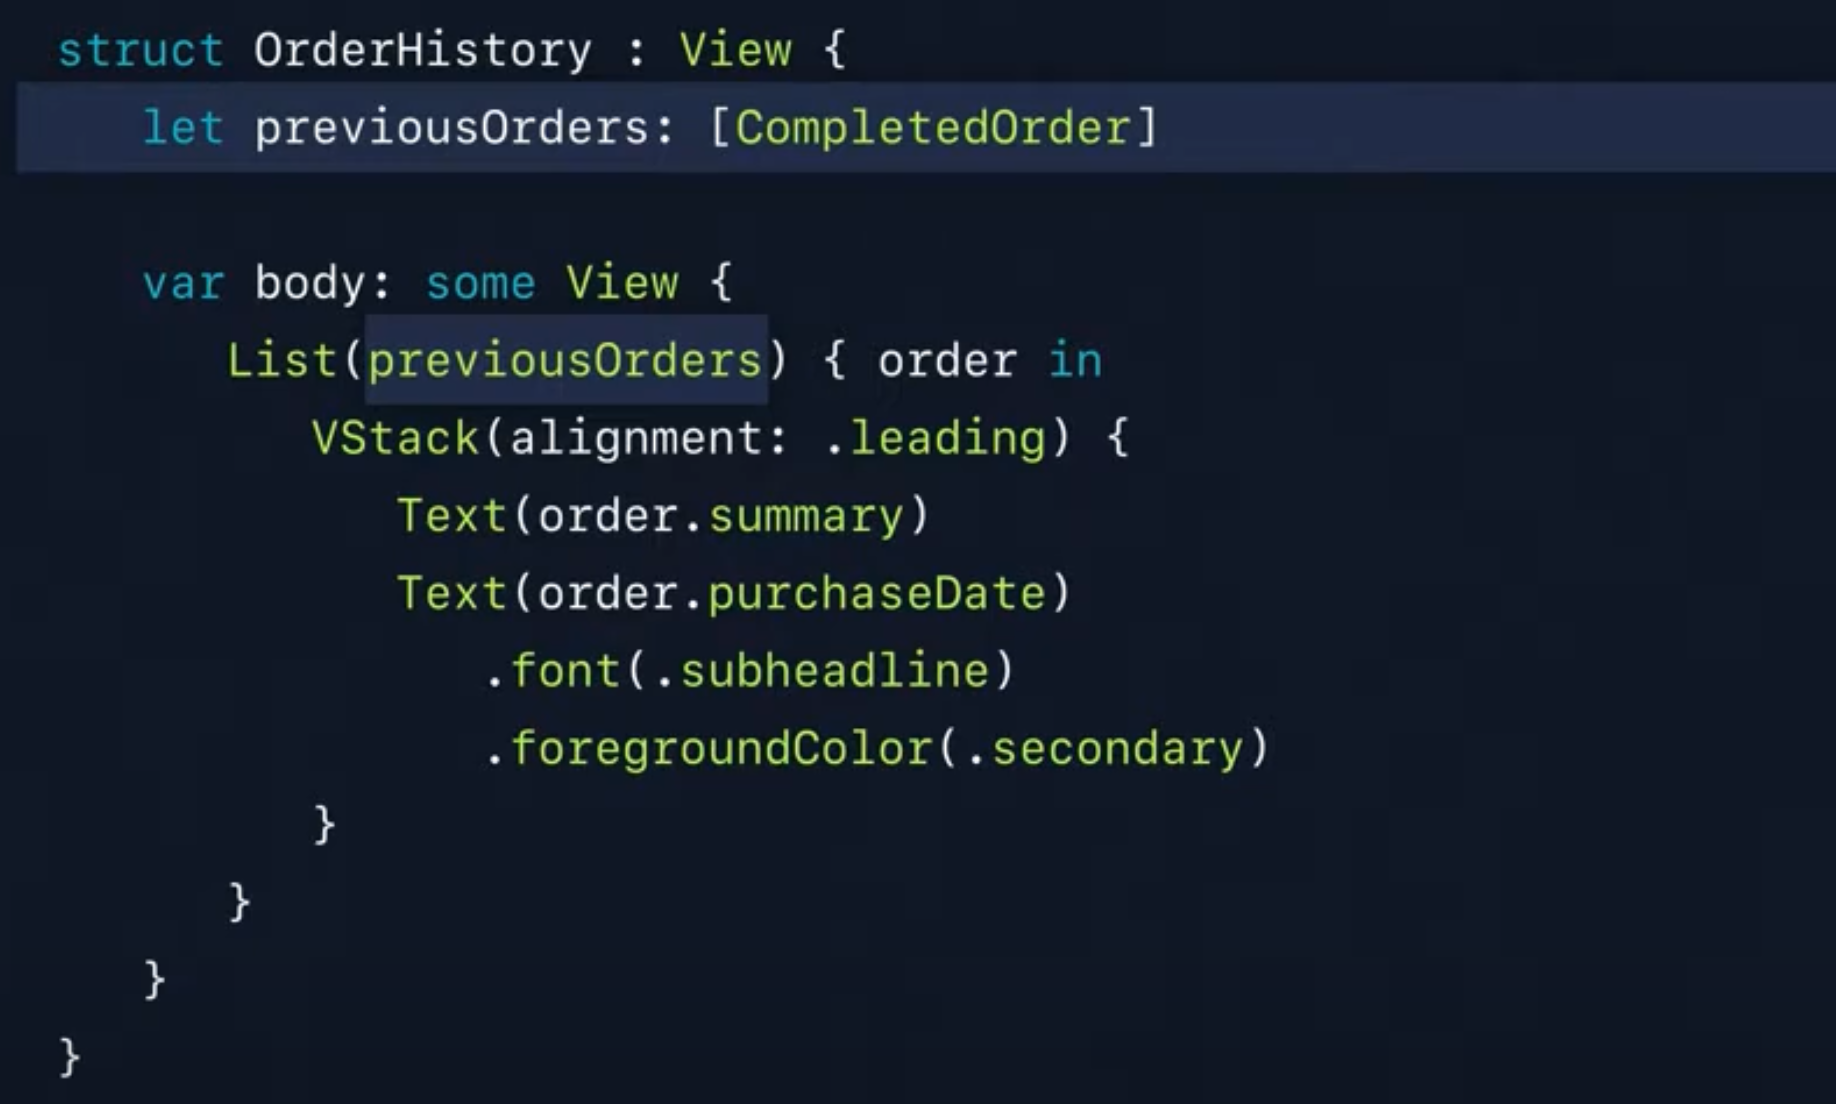 struct OrderHistory : View {
let previousOrders: [CompletedOrder]
var body: some View {
List(previousOrders) { order in
VStack(alignment: .leading) {
Text(order.summary)
Text(order.purchaseDate)
.font(.subheadline)
.foregroundColor(.secondary)
}
}
}
}